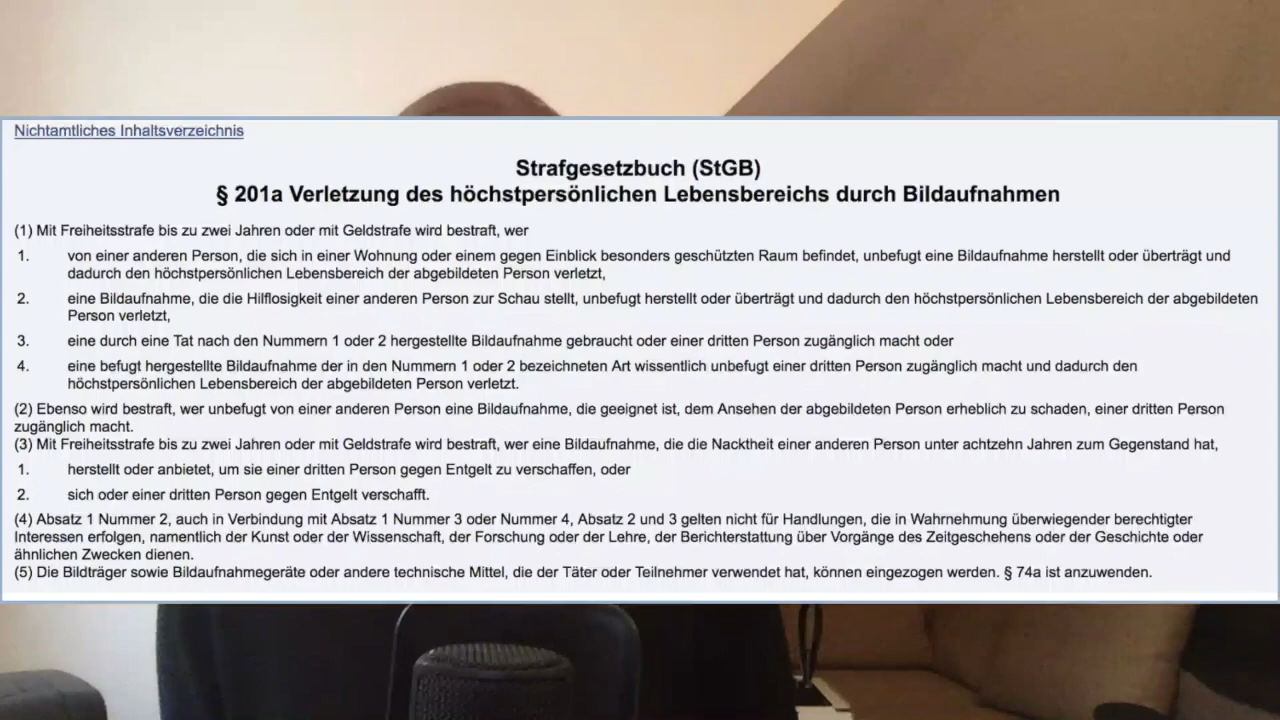 Nichtamtliches Inhaltsverzeichnis
Strafgesetzbuch (StGB)
§ 201a Verletzung des höchstpersönlichen Lebensbereichs durch Bildaufnahmen
(1) Mit Freiheitsstrafe bis zu zwei Jahren oder mit Geldstrafe wird bestraft, wer
1. von einer anderen Person, die sich in einer Wohnung oder einem gegen Einblick besonders geschützten Raum befindet, unbefugt eine Bildaufnahme herstellt oder überträgt und
dadurch den höchstpersönlichen Lebensbereich der abgebildeten Person verletzt,
2. eine Bildaufnahme, die die Hilflosigkeit einer anderen Person zur Schau stellt, unbefugt herstellt oder überträgt und dadurch den höchstpersönlichen Lebensbereich der abgebildeten
Person verletzt,
3. eine durch eine Tat nach den Nummern 1 oder 2 hergestellte Bildaufnahme gebraucht oder einer dritten Person zugänglich macht oder
4. eine befugt hergestellte Bildaufnahme der in den Nummern 1 oder 2 bezeichneten Art wissentlich unbefugt einer dritten Person zugänglich macht und dadurch den
höchstpersönlichen Lebensbereich der abgebildeten Person verletzt.
(2) Ebenso wird bestraft, wer unbefugt von einer anderen Person eine Bildaufnahme, die geeignet ist, dem Ansehen der abgebildeten Person erheblich zu schaden, einer dritten Person
zugänglich macht.
(3) Mit Freiheitsstrafe bis zu zwei Jahren oder mit Geldstrafe wird bestraft, wer eine Bildaufnahme, die die Nacktheit einer anderen Person unter achtzehn Jahren zum Gegenstand hat,
1. herstellt oder anbietet, um sie einer dritten Person gegen Entgelt zu verschaffen, oder
2. sich oder einer dritten Person gegen Entgelt verschafft.
(4) Absatz 1 Nummer 2, auch in Verbindung mit Absatz 1 Nummer 3 oder Nummer 4, Absatz 2 und 3 gelten nicht für Handlungen, die in Wahrnehmung überwiegender berechtigter
Interessen erfolgen, namentlich der Kunst oder der Wissenschaft, der Forschung oder der Lehre, der Berichterstattung über Vorgänge des Zeitgeschehens oder der Geschichte oder
ähnlichen Zwecken dienen.
(5) Die Bildträger sowie Bildaufnahmegeräte oder andere technische Mittel, die der Täter oder Teilnehmer verwendet hat, können eingezogen werden. § 74a ist anzuwenden.